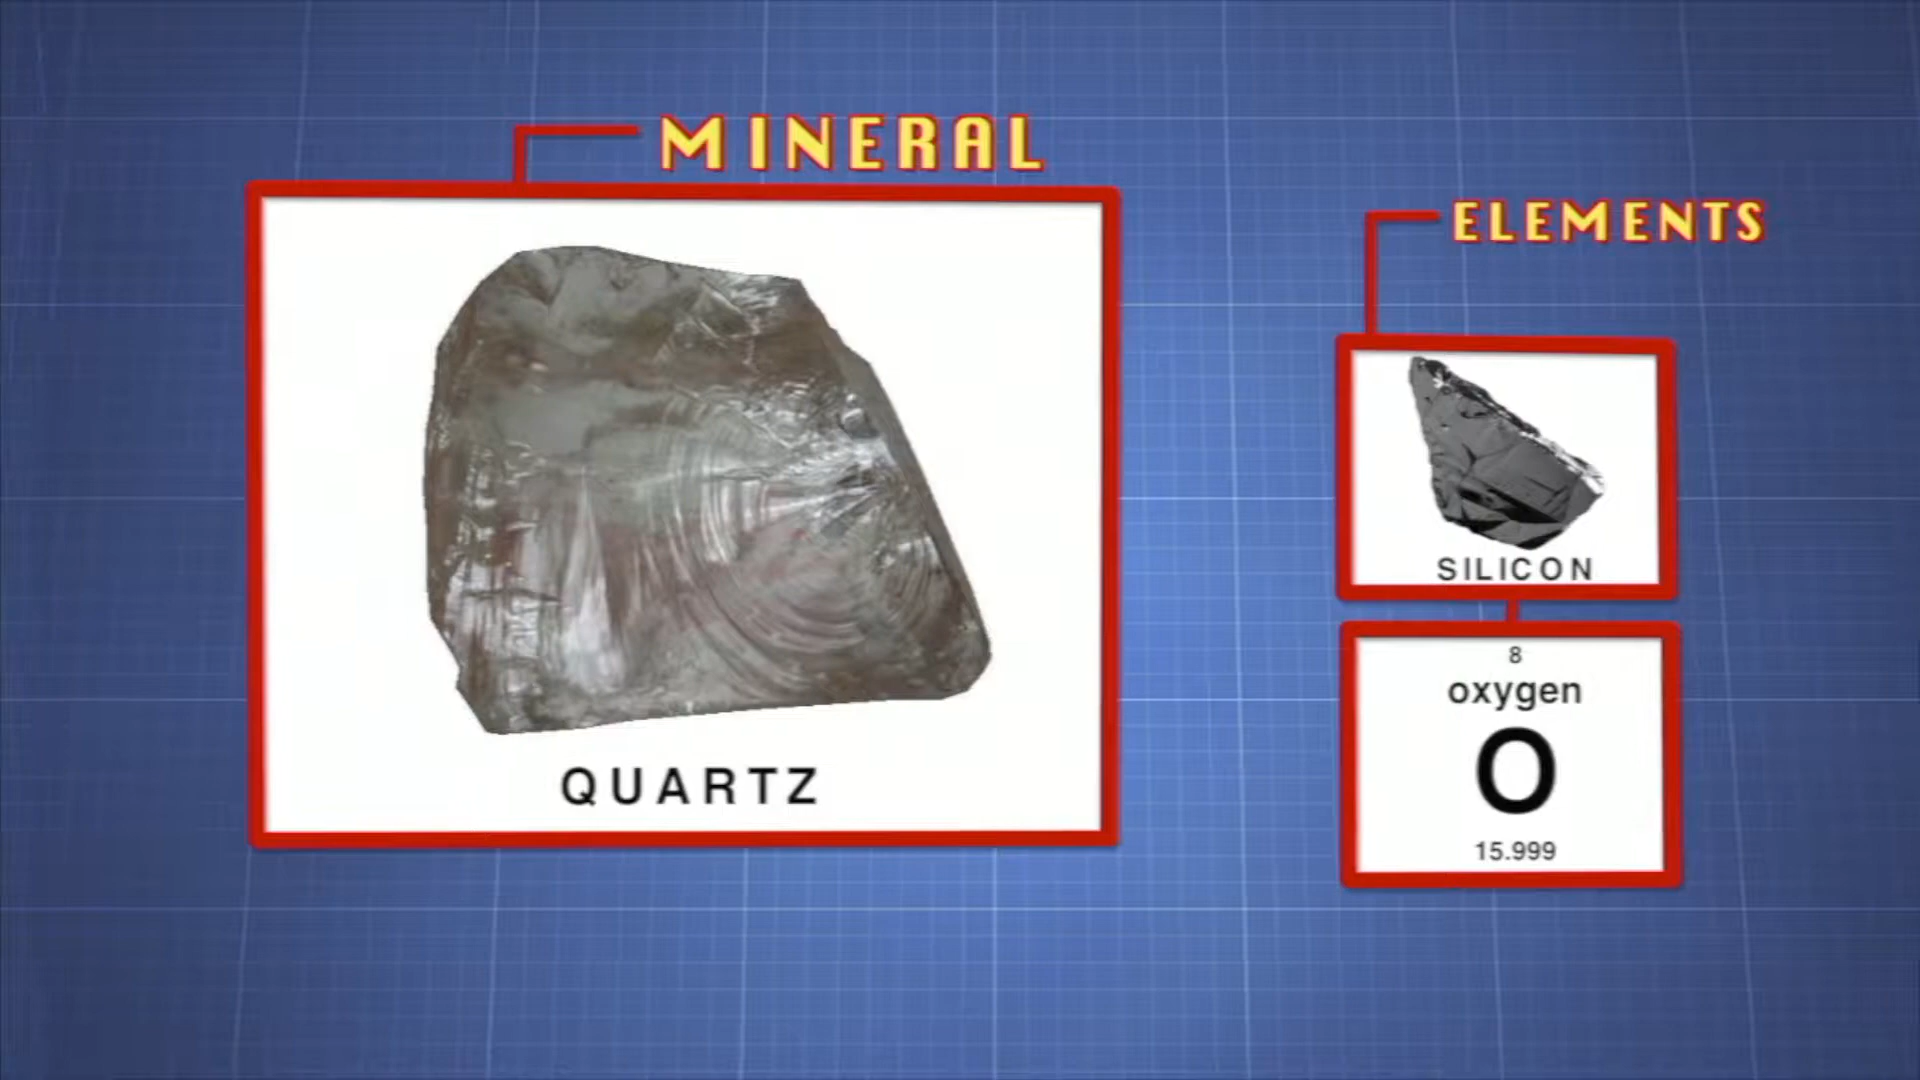 MINERAL
QUARTZ
ELEMENTS
SILICON
8
oxygen
O
15.999